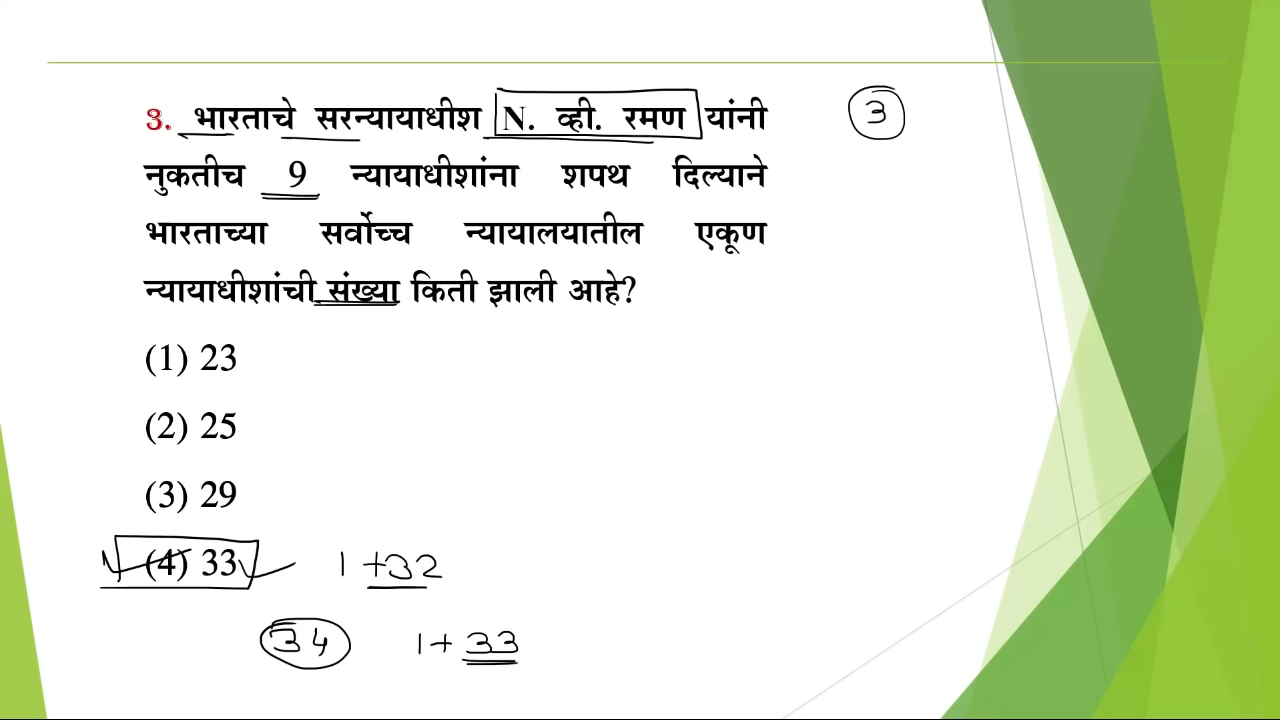 3. भारताचे सरन्यायाधीश N. व्ही. रमण यांनी
3
नुकतीच 9 न्यायाधीशांना शपथ दिल्याने
भारताच्या सर्वोच्च न्यायालयातील एकूण
न्यायाधीशांची संख्या किती झाली आहे?
(1) 23
(2) 25
(3) 29
(4) 33
1 +32
34
1+ 33